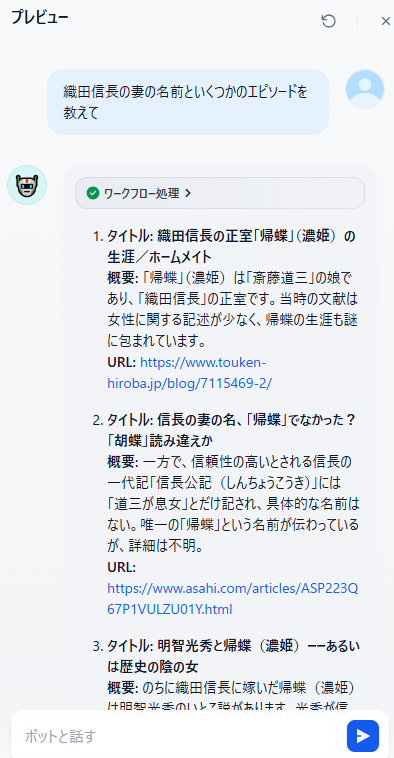 プレビュー
織田信長の妻の名前といくつかのエピソードを
教えて
ワークフロー処理
1. タイトル: 織田信長の正室「帰蝶」（濃姫）の
生涯／ホームメイト
概要: 「帰蝶」（濃姫）は「斎藤道三」の娘で
あり、「織田信長」の正室です。当時の文献は
女性に関する記述が少なく、帰蝶の生涯も謎
に包まれています。
URL: https://www.touken-
hiroba.jp/blog/7115469-2/
2. タイトル: 信長の妻の名、「帰蝶」でなかった？
「胡蝶」読み違えか
概要: 一方で、信頼性の高いとされる信長の
一代記「信長公記（しんちょうこうき）」には
「道三が息女」とだけ記され、具体的な名前は
ない。唯一の「帰蝶」という名前が伝わっている
が、詳細は不明。
URL:
https://www.asahi.com/articles/ASP223Q
67P1VULZU01Y.html
3. タイトル: 明智光秀と帰蝶（濃姫）ーーあるい
は歴史の陰の女
概要: のちに織田信長に嫁いだ帰蝶（濃姫）
は明智光秀のいとこ説があります。光秀が信
ボットと話す